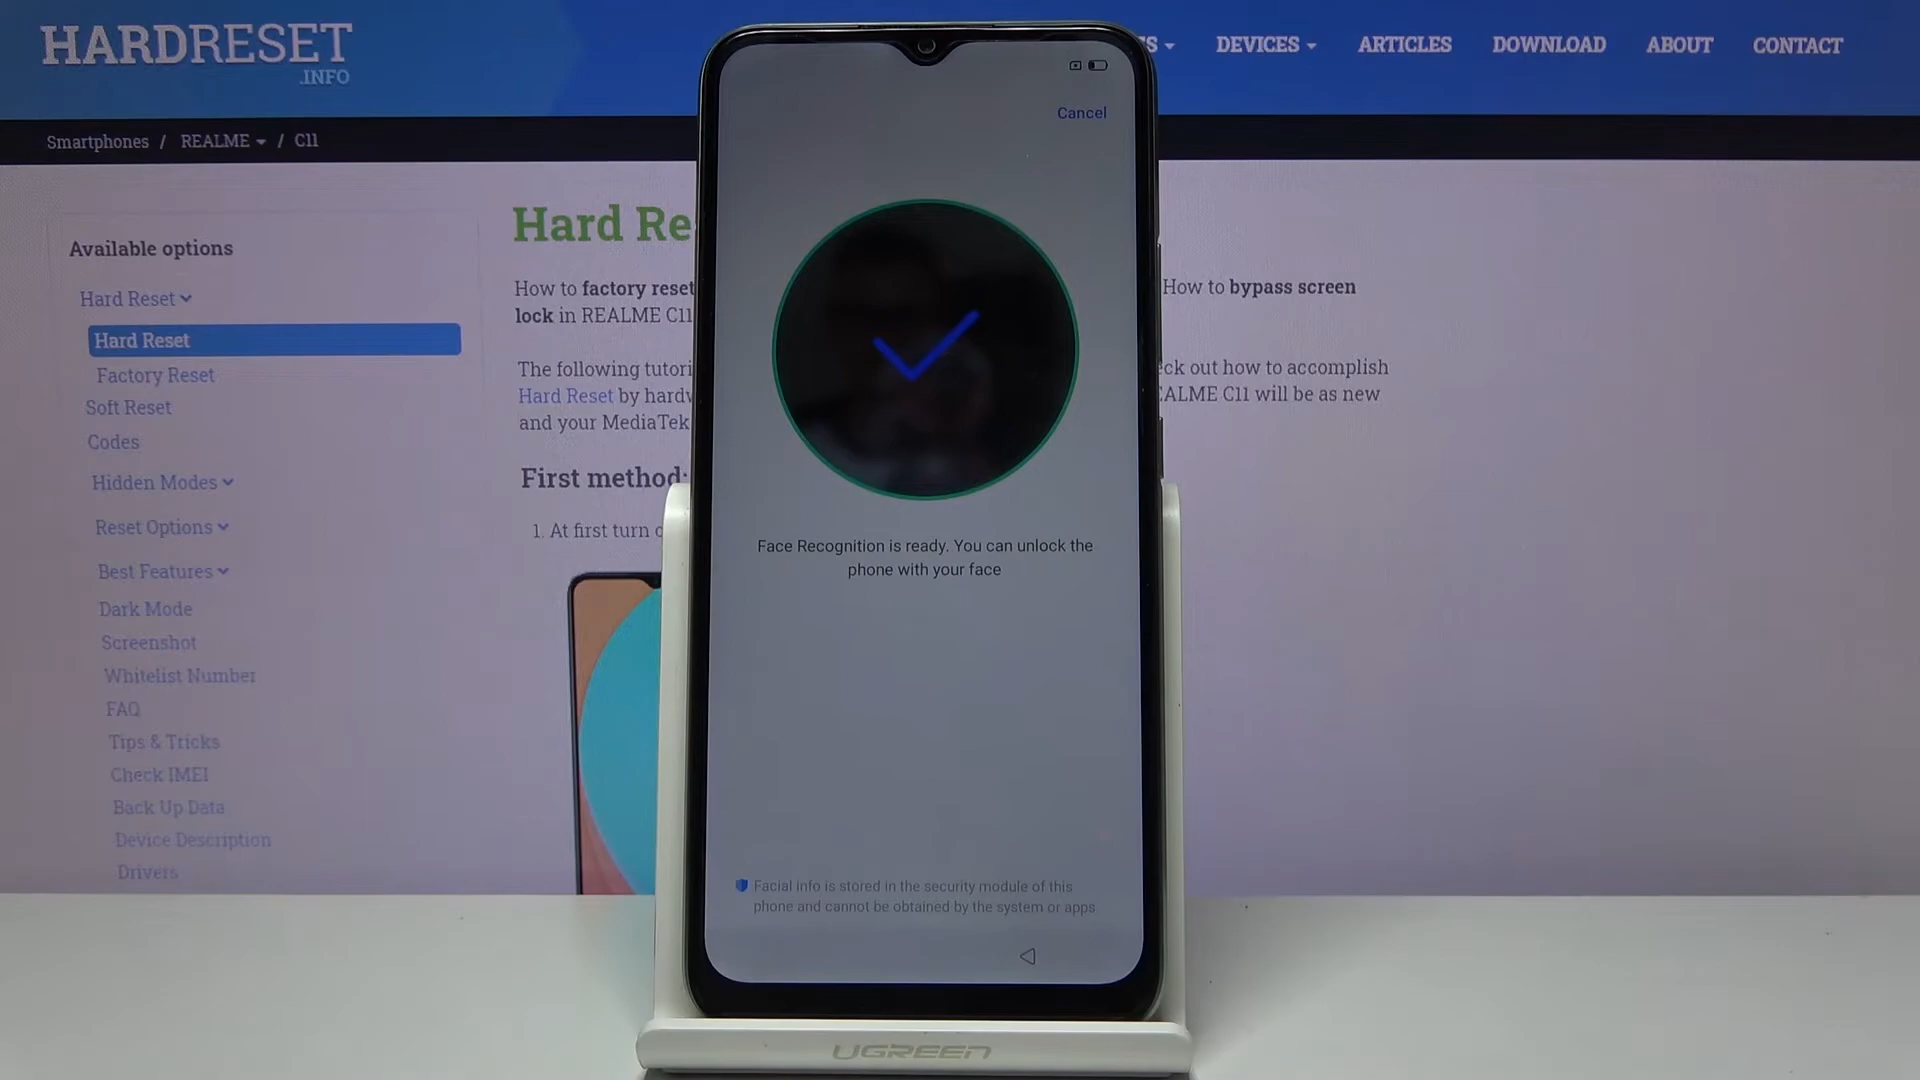 HARDRESET
.INFO
DEVICES
ARTICLES
DOWNLOAD
ABOUT
CONTACT
Smartphones / REALME / C11
Available options
Hard Reset
Hard Reset
Factory Reset
Soft Reset
Codes
Hidden Modes
Reset Options
Best Features
Dark Mode
Screenshot
Whitelist Number
FAQ
Tips & Tricks
Check IMEI
Back Up Data
Device Description
Drivers
Hard Re
How to factory reset
How to bypass screen
lock in REALME C11
The following tutori
ck out how to accomplish
Hard Reset by hardw
EALME C11 will be as new
and your MediaTek
First method:
1. At first turn o
Cancel
Face Recognition is ready. You can unlock the
phone with your face
Facial info is stored in the security module of this
phone and cannot be obtained by the system or apps
UGREEN